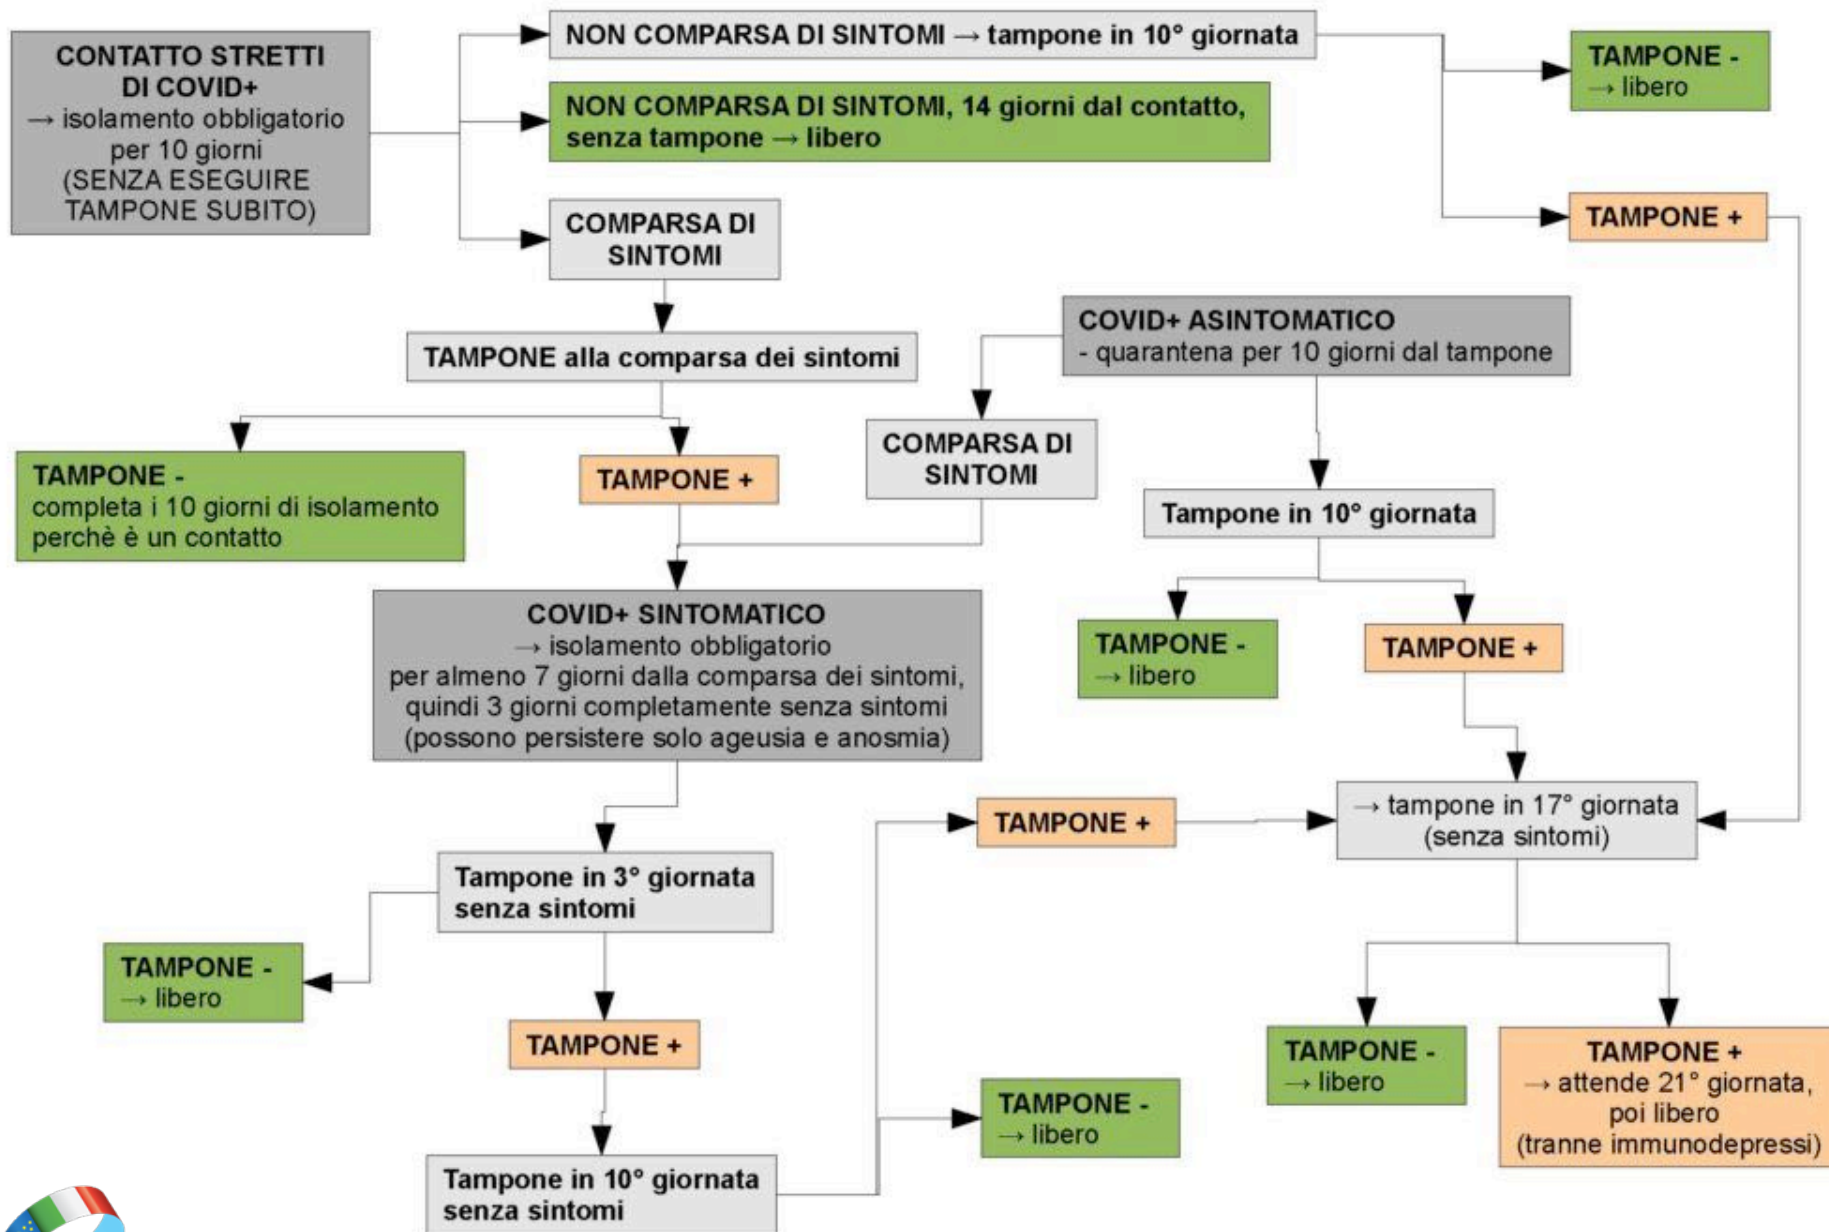 CONTATTO STRETTI
DI COVID+
→ isolamento obbligatorio
per 10 giorni
(SENZA ESEGUIRE
TAMPONE SUBITO)
NON COMPARSA DI SINTOMI → tampone in 10° giornata
NON COMPARSA DI SINTOMI, 14 giorni dal contatto,
senza tampone → libero
COMPARSA DI
SINTOMI
TAMPONE -
→ libero
TAMPONE +
TAMPONE alla comparsa dei sintomi
COVID+ ASINTOMATICO
- quarantena per 10 giorni dal tampone
TAMPONE -
completa i 10 giorni di isolamento
perchè è un contatto
TAMPONE +
COMPARSA DI
SINTOMI
Tampone in 10° giornata
COVID+ SINTOMATICO
→ isolamento obbligatorio
per almeno 7 giorni dalla comparsa dei sintomi,
quindi 3 giorni completamente senza sintomi
(possono persistere solo ageusia e anosmia)
TAMPONE -
→ libero
TAMPONE +
TAMPONE +
→ tampone in 17° giornata
(senza sintomi)
Tampone in 3° giornata
senza sintomi
TAMPONE -
→ libero
TAMPONE +
TAMPONE -
→ libero
TAMPONE -
→ libero
TAMPONE +
→ attende 21° giornata,
poi libero
(tranne immunodepressi)
Tampone in 10° giornata
senza sintomi